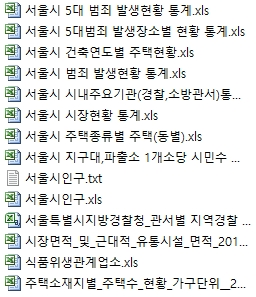 서울시 5대 범죄 발생현황 통계.xls
서울시 5대범죄 발생장소별 현황 통계.xls
서울시 건축연도별 주택현황.xls
서울시 범죄 발생현황 통계.xls
서울시 시내주요기관(경찰,소방관서)통...
서울시 시장현황 통계.xls
서울시 주택종류별 주택(동별).xls
서울시 지구대,파출소 1개소당 시민수 ...
서울시인구.txt
서울시인구.xls
서울특별시지방경찰청_관서별 지역경찰 ...
시장면적_및_근대적_유통시설_면적_201...
식품위생관계업소.xls
주택소재지별_주택수_현황_가구단위__2...